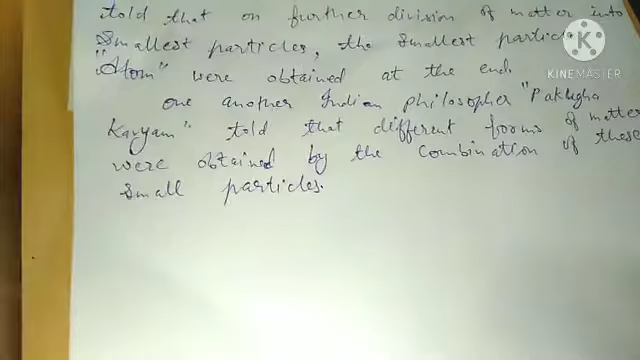 told that on further division of matter into
smallest particles, the smallest particle
"Atom" were obtained at the end.
one another Indian philosopher "Pakugha
Karyam" told that different forms of matter
were obtained by the combination of these
small particles.
KINEMASTER